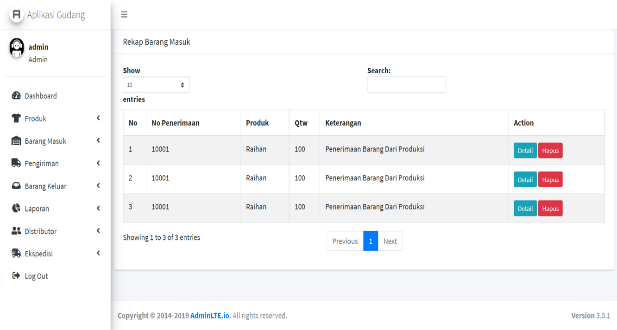 Aplikasi Gudang
admin
Admin
Dashboard
Produk
Barang Masuk
Pengiriman
Barang Keluar
Laporan
Distributor
Ekspedisi
Log Out
Rekap Barang Masuk
Show
10
entries
Search:
No No Penerimaan Produk Qtw Keterangan Action
1 10001 Raihan 100 Penerimaan Barang Dari Produksi Detail Hapus
2 10001 Raihan 100 Penerimaan Barang Dari Produksi Detail Hapus
3 10001 Raihan 100 Penerimaan Barang Dari Produksi Detail Hapus
Showing 1 to 3 of 3 entries
Previous 1 Next
Copyright © 2014-2019 AdminLTE.io. All rights reserved. Version 3.0.1